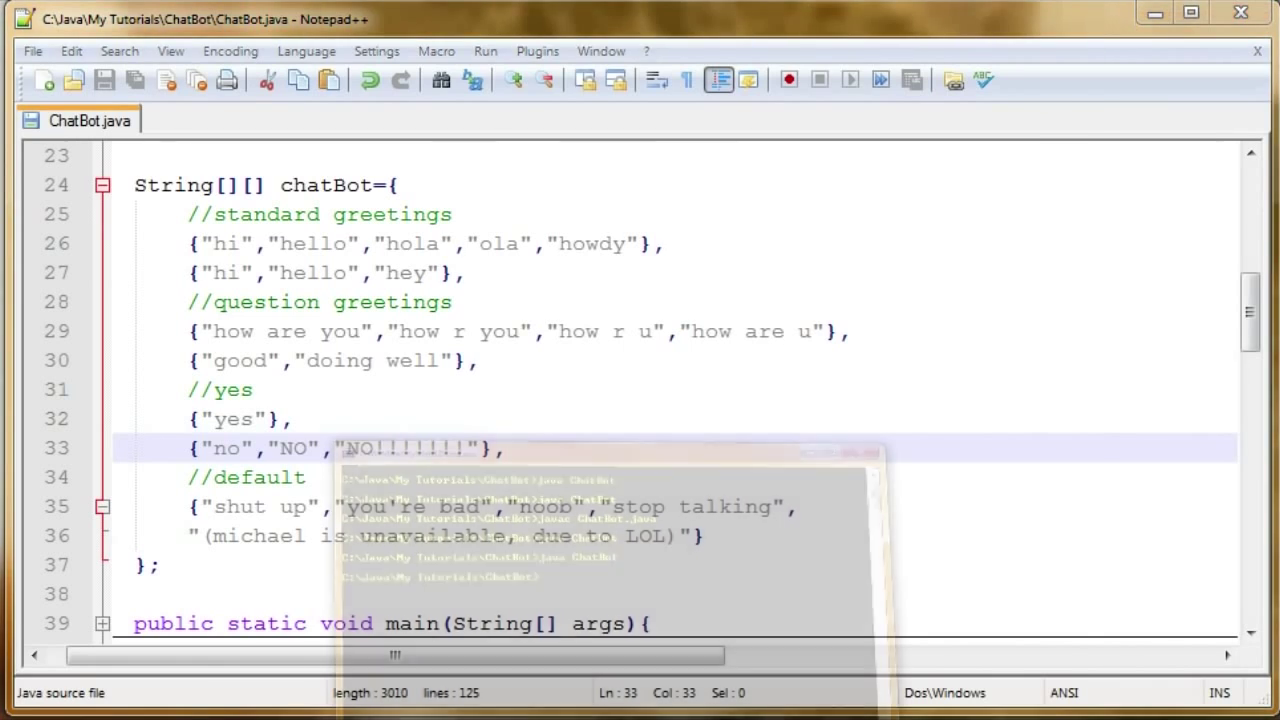 C:\Java\My Tutorials\ChatBot\ChatBot.java - Notepad++
File Edit Search View Encoding Language Settings Macro Run Plugins Window ? X
ChatBot.java
23
24 String[][] chatBot={
25 //standard greetings
26 {"hi","hello","hola","ola","howdy"},
27 {"hi","hello","hey"},
28 //question greetings
29 {"how are you","how r you","how r u","how are u"},
30 {"good","doing well"},
31 //yes
32 {"yes"},
33 {"no","NO","NO!!!!!!!"},
34 //default
35 {"shut up","you're bad","noob","stop talking",
36 "(michael is unavailable, due to LOL)"}
37 };
38
39 public static void main(String[] args){
C:\Java\My Tutorials\ChatBot>java ChatBot
C:\Java\My Tutorials\ChatBot>java ChatBot
C:\Java\My Tutorials\ChatBot>javac ChatBot.java
C:\Java\My Tutorials\ChatBot>java ChatBot
C:\Java\My Tutorials\ChatBot>
Java source file length : 3010 lines : 125 Ln : 33 Col : 33 Sel : 0 Dos\Windows ANSI INS